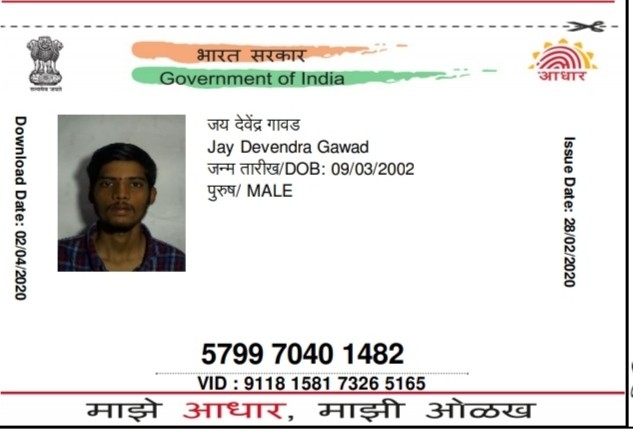 भारत सरकार
Government of India
सत्यमेव जयते
आधार
Download Date: 02/04/2020
जय देवेंद्र गावड
Jay Devendra Gawad
जन्म तारीख/DOB: 09/03/2002
पुरुष/ MALE
Issue Date: 28/02/2020
5799 7040 1482
VID : 9118 1581 7326 5165
माझे आधार, माझी ओळख